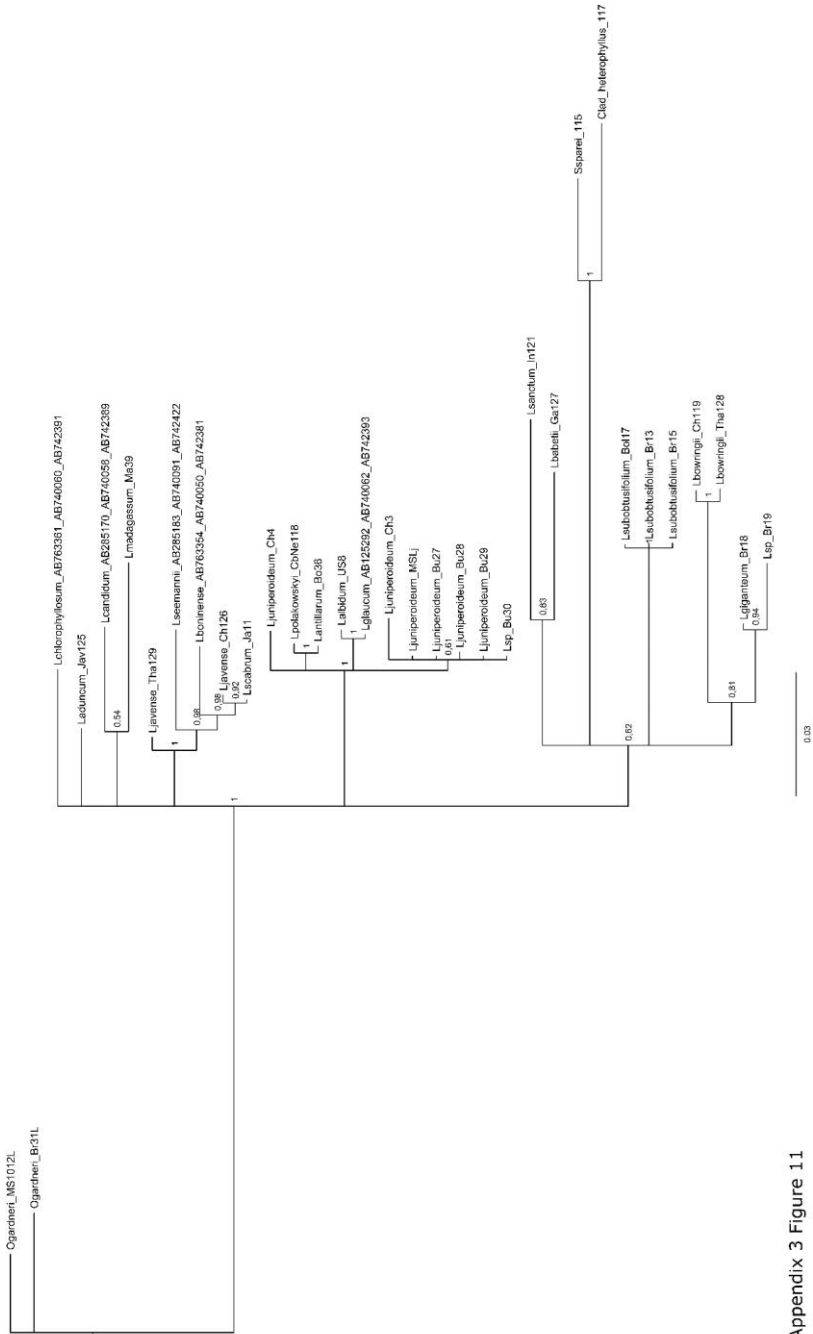 Ogardneri_MS1012L
Ogardneri_Br31L
Lchlorophyllosum_AB763361_AB740060_AB742391
Laduncum_Jav125
Lcandidum_AB285170_AB740058_AB742389
0.54
Lmadagassum_Ma39
Ljavense_Tha129
1
Lseemannii_AB285183_AB740091_AB742422
0,98
Lboninense_AB763354_AB740050_AB742381
0,98
Ljavense_Ch126
0,92
Lscabrum_Ja11
1
Ljuniperoideum_Ch4
Lpodakowskyi_CbNe118
1
Lantillarum_Bo36
1
Lalbidum_US8
1
Lglaucum_AB125292_AB740062_AB742393
Ljuniperoideum_Ch3
Ljuniperoideum_MSLj
Ljuniperoideum_Bu27
0,61
Ljuniperoideum_Bu28
Ljuniperoideum_Bu29
Lsp_Bu30
Lsanctum_In121
0.83
Lbabetii_Ga127
Ssparei_115
1
Clad_heterophyllus_117
0,62
Lsubobtusifolium_Bol17
1
Lsubobtusifolium_Br13
Lsubobtusifolium_Br15
Lbowringii_Ch119
1
Lbowringii_Tha128
0,81
Lgiganteum_Br18
0,94
Lsp_Br19
0.03
Appendix 3 Figure 11